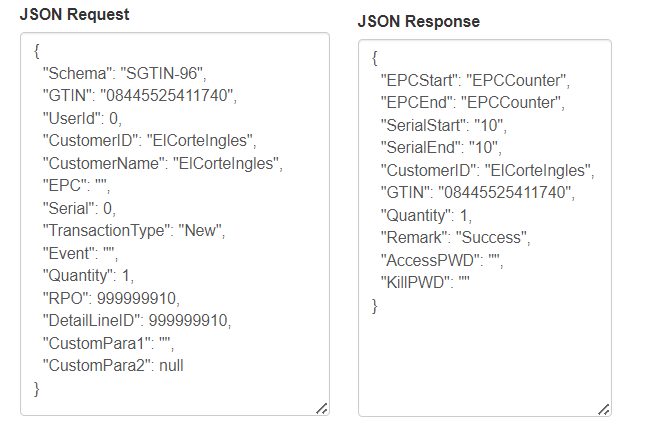 JSON Request
{
"Schema": "SGTIN-96",
"GTIN": "08445525411740",
"UserId": 0,
"CustomerID": "ElCorteIngles",
"CustomerName": "ElCorteIngles",
"EPC": "",
"Serial": 0,
"TransactionType": "New",
"Event": "",
"Quantity": 1,
"RPO": 999999910,
"DetailLineID": 999999910,
"CustomPara1": "",
"CustomPara2": null
}
JSON Response
{
"EPCStart": "EPCCounter",
"EPCEnd": "EPCCounter",
"SerialStart": "10",
"SerialEnd": "10",
"CustomerID": "ElCorteIngles",
"GTIN": "08445525411740",
"Quantity": 1,
"Remark": "Success",
"AccessPWD": "",
"KillPWD": ""
}